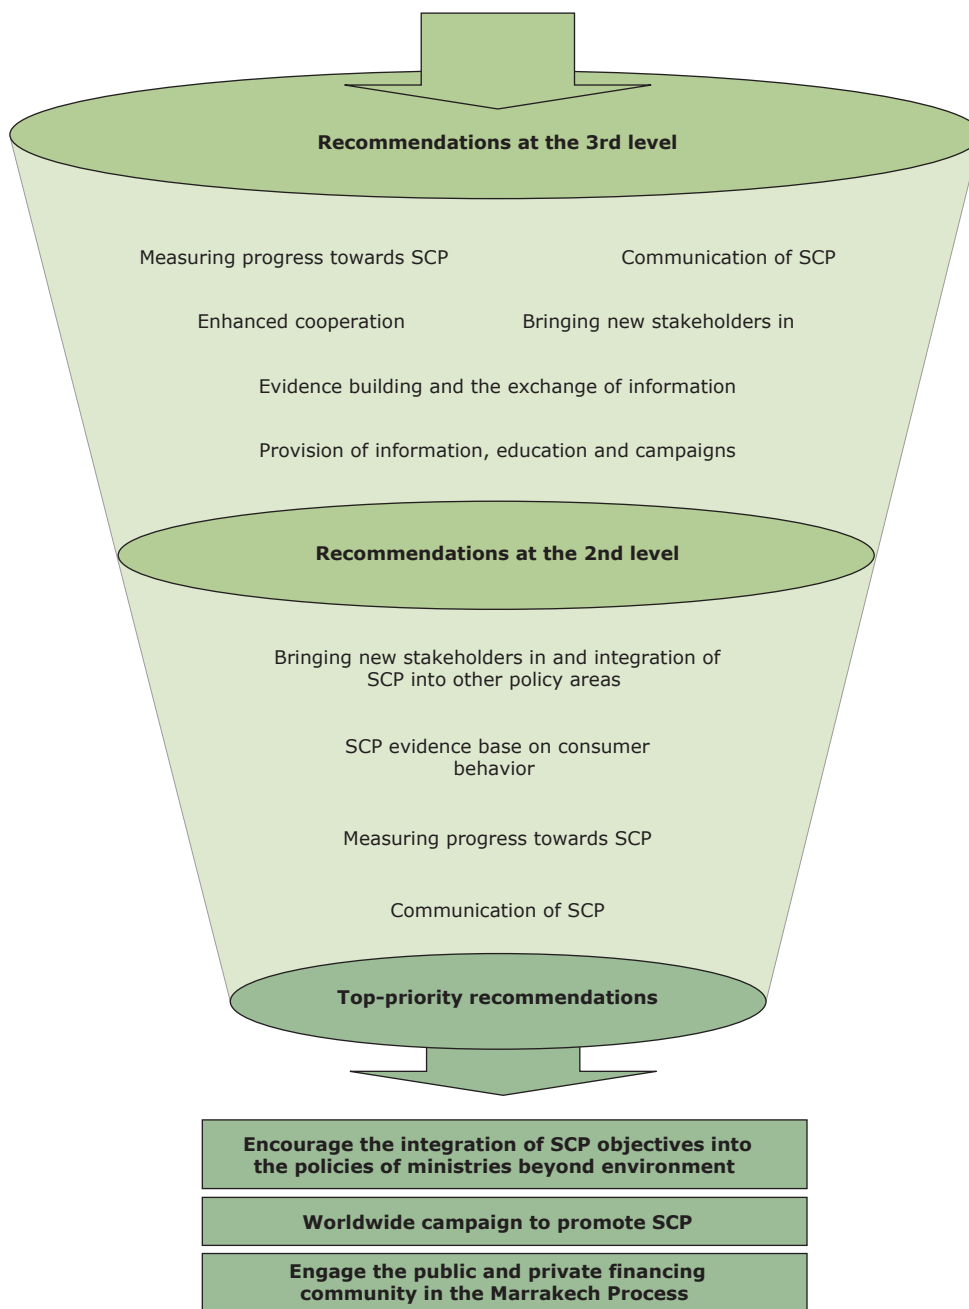 Recommendations at the 3rd level
Measuring progress towards SCP
Communication of SCP
Enhanced cooperation
Bringing new stakeholders in
Evidence building and the exchange of information
Provision of information, education and campaigns
Recommendations at the 2nd level
Bringing new stakeholders in and integration of
SCP into other policy areas
SCP evidence base on consumer
behavior
Measuring progress towards SCP
Communication of SCP
Top-priority recommendations
Encourage the integration of SCP objectives into
the policies of ministries beyond environment
Worldwide campaign to promote SCP
Engage the public and private financing
community in the Marrakech Process